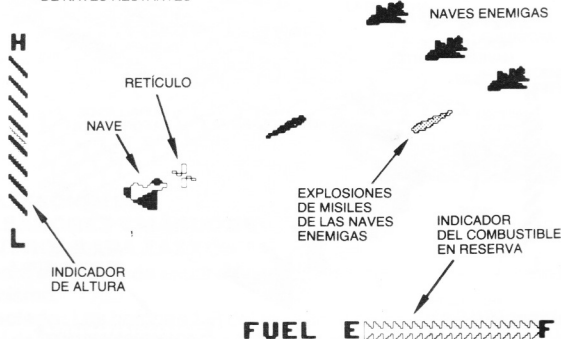 NAVES ENEMIGAS
H
RETÍCULO
NAVE
EXPLOSIONES
DE MISILES
DE LAS NAVES
ENEMIGAS
INDICADOR
DEL COMBUSTIBLE
EN RESERVA
L
INDICADOR
DE ALTURA
FUEL E F